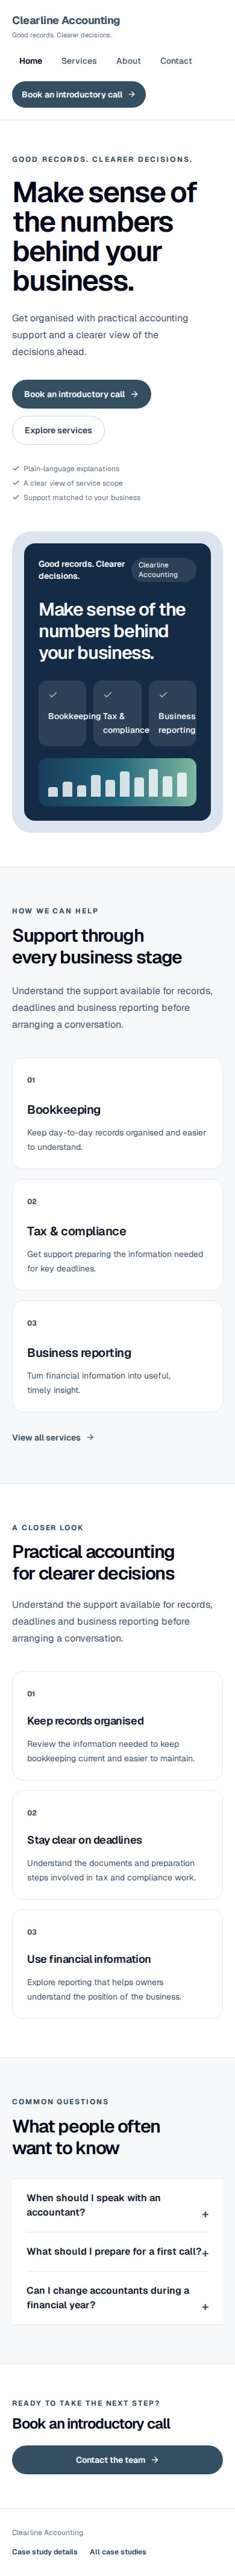 Clearline Accounting
Good records. Clearer decisions.
Home Services About Contact
Book an introductory call →
GOOD RECORDS. CLEARER DECISIONS.
Make sense of
the numbers
behind your
business.
Get organised with practical accounting
support and a clearer view of the
decisions ahead.
Book an introductory call →
Explore services
Plain-language explanations
A clear view of service scope
Support matched to your business
Good records. Clearer
decisions.
Clearline
Accounting
Make sense of the
numbers behind
your business.
Bookkeeping
Tax &
compliance
Business
reporting
HOW WE CAN HELP
Support through
every business stage
Understand the support available for records,
deadlines and business reporting before
arranging a conversation.
01
Bookkeeping
Keep day-to-day records organised and easier
to understand.
02
Tax & compliance
Get support preparing the information needed
for key deadlines.
03
Business reporting
Turn financial information into useful,
timely insight.
View all services →
A CLOSER LOOK
Practical accounting
for clearer decisions
Understand the support available for records,
deadlines and business reporting before
arranging a conversation.
01
Keep records organised
Review the information needed to keep
bookkeeping current and easier to maintain.
02
Stay clear on deadlines
Understand the documents and preparation
steps involved in tax and compliance work.
03
Use financial information
Explore reporting that helps owners
understand the position of the business.
COMMON QUESTIONS
What people often
want to know
When should I speak with an
accountant? +
What should I prepare for a first call? +
Can I change accountants during a
financial year? +
READY TO TAKE THE NEXT STEP?
Book an introductory call
Contact the team →
Clearline Accounting
Case study details All case studies